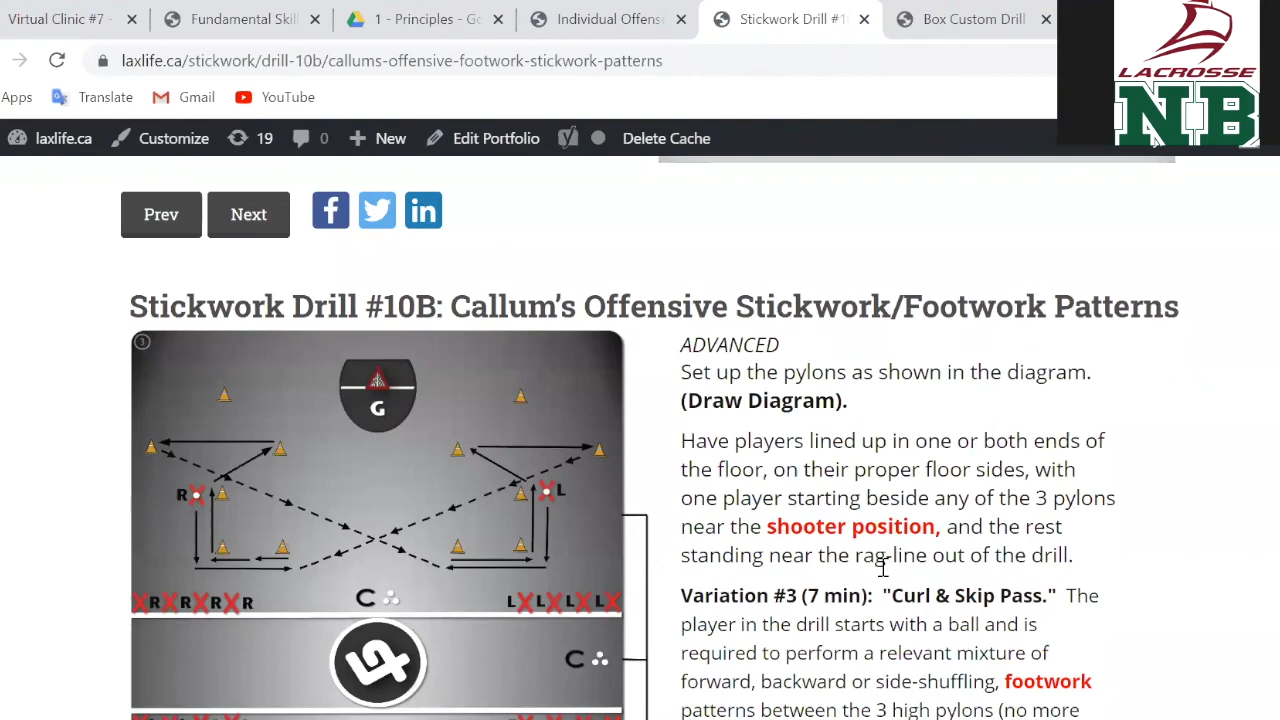 Virtual Clinic #7 -
Fundamental Skil
1 - Principles - Go
Individual Offens
Stickwork Drill #1
Box Custom Drill
laxlife.ca/stickwork/drill-10b/callums-offensive-footwork-stickwork-patterns
Apps
Translate
Gmail
YouTube
LACROSSE
NB
laxlife.ca
Customize
19
0
New
Edit Portfolio
Delete Cache
Prev
Next
Stickwork Drill #10B: Callum's Offensive Stickwork/Footwork Patterns
3
G
R
L
R R R R
C
L L L L
C
ADVANCED
Set up the pylons as shown in the diagram.
(Draw Diagram).
Have players lined up in one or both ends of
the floor, on their proper floor sides, with
one player starting beside any of the 3 pylons
near the shooter position, and the rest
standing near the rag-line out of the drill.
Variation #3 (7 min): "Curl & Skip Pass." The
player in the drill starts with a ball and is
required to perform a relevant mixture of
forward, backward or side-shuffling, footwork
patterns between the 3 high pylons (no more